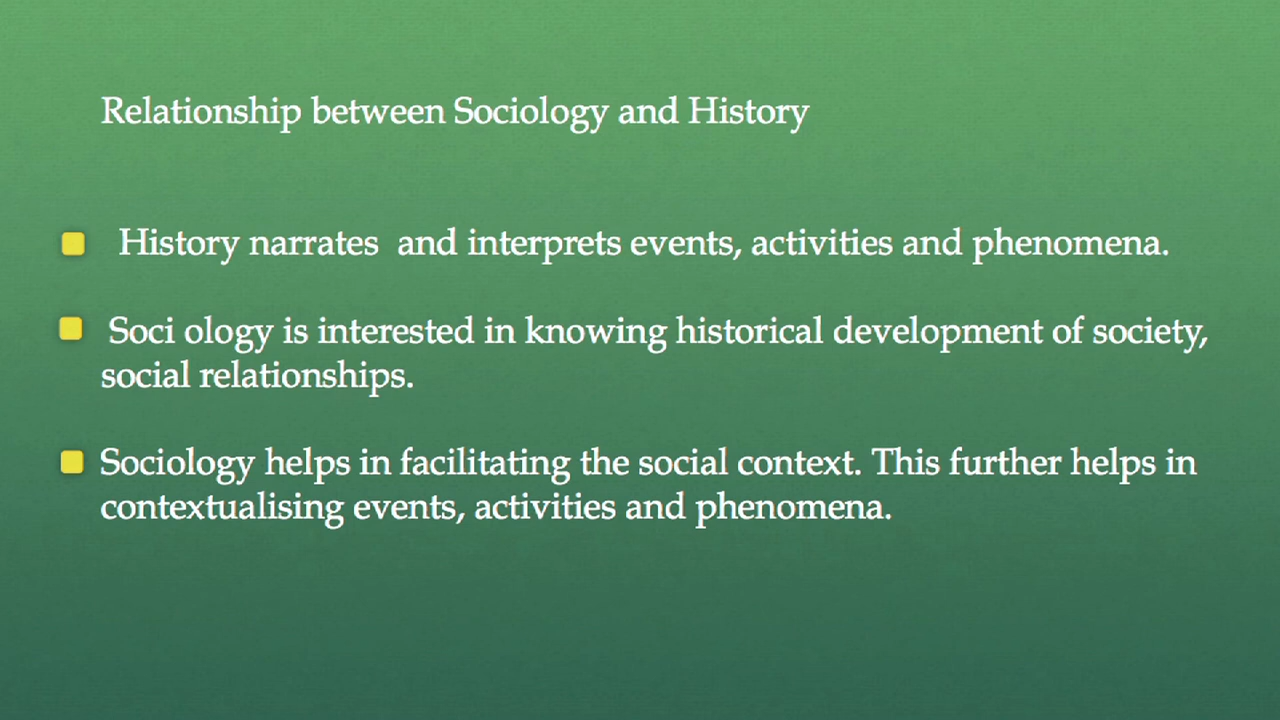 Relationship between Sociology and History
History narrates  and interprets events, activities and phenomena.
Soci ology is interested in knowing historical development of society,
social relationships.
Sociology helps in facilitating the social context. This further helps in
contextualising events, activities and phenomena.